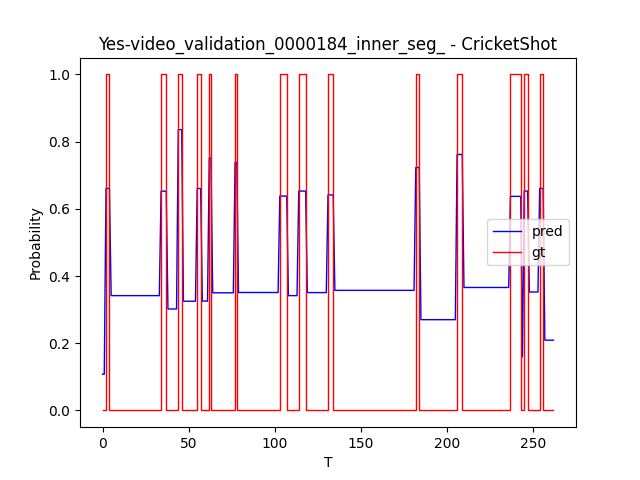 Yes-video_validation_0000184_inner_seg_ - CricketShot
1.0
0.8
0.6
0.4
0.2
0.0
Probability
pred
gt
0 50 100 150 200 250
T